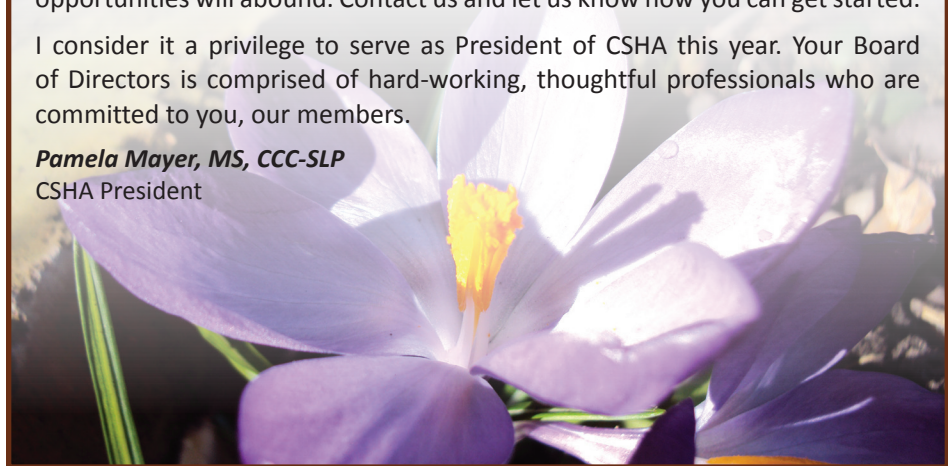 opportunities will abound. Contact us and let us know how you can get started.
I consider it a privilege to serve as President of CSHA this year. Your Board
of Directors is comprised of hard-working, thoughtful professionals who are
committed to you, our members.
Pamela Mayer, MS, CCC-SLP
CSHA President